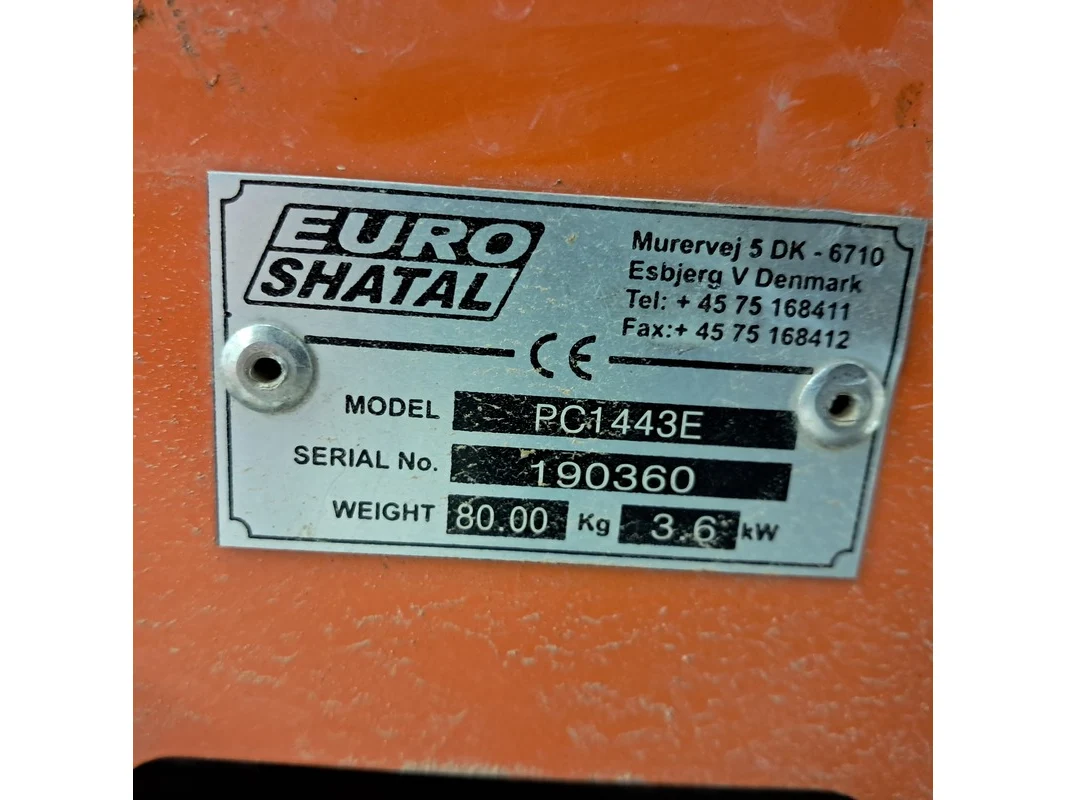 EURO
SHATAL
Murervej 5 DK - 6710
Esbjerg V Denmark
Tel: + 45 75 168411
Fax:+ 45 75 168412
CE
MODEL PC1443E
SERIAL No. 190360
WEIGHT 80.00 Kg 3.6 kW